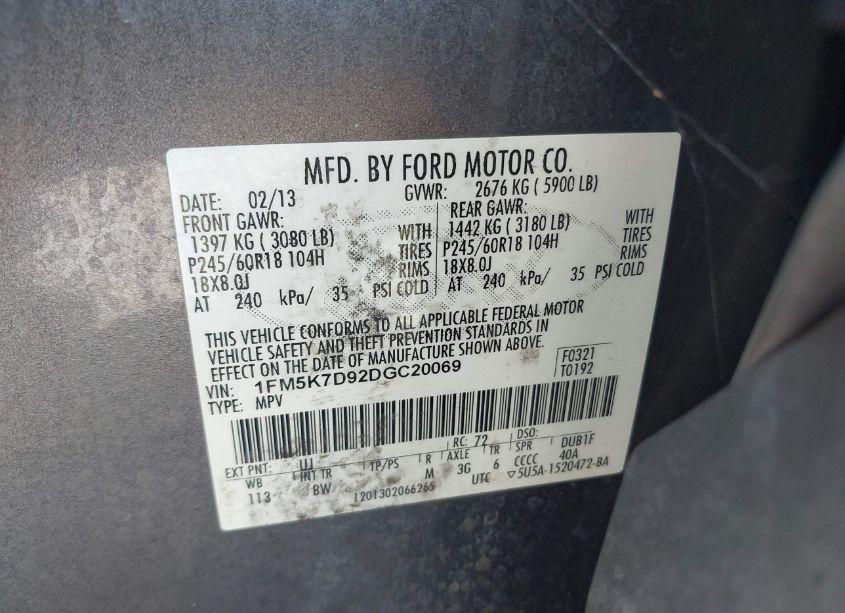 MFD. BY FORD MOTOR CO.
DATE: 02/13 GVWR: 2676 KG ( 5900 LB)
FRONT GAWR: REAR GAWR:
1397 KG ( 3080 LB) WITH 1442 KG ( 3180 LB) WITH
P245/60R18 104H TIRES P245/60R18 104H TIRES
18X8.0J RIMS 18X8.0J RIMS
AT 240 kPa/ 35 PSI COLD AT 240 kPa/ 35 PSI COLD
THIS VEHICLE CONFORMS TO ALL APPLICABLE FEDERAL MOTOR
VEHICLE SAFETY AND THEFT PREVENTION STANDARDS IN
EFFECT ON THE DATE OF MANUFACTURE SHOWN ABOVE.
VIN: 1FM5K7D92DGC20069 F0321
TYPE: MPV T0192
EXT PNT: UJ RC: 72 DSO:
WB INT TR TP/PS R AXLE TR SPR DUB1F
113 BW M 3G 6 CCCC 40A
1201302066265 UTC ▽5U5A-1520472-BA